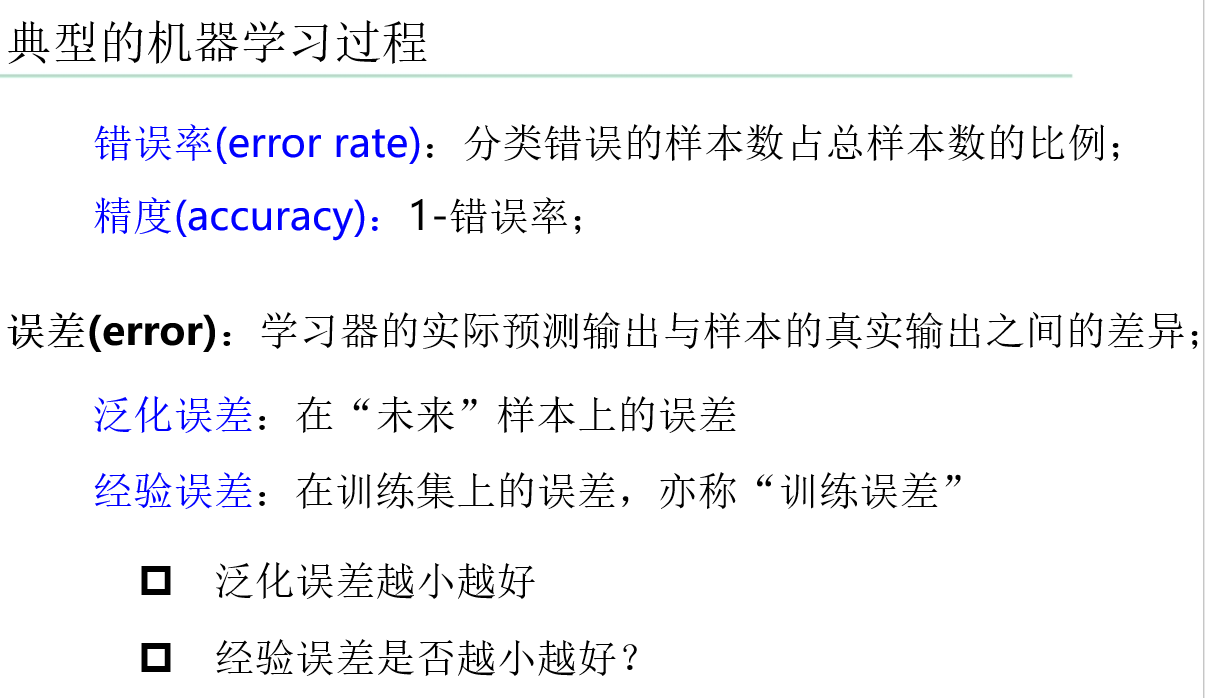 典型的机器学习过程
错误率(error rate)：分类错误的样本数占总样本数的比例；
精度(accuracy)：1-错误率；
误差(error)：学习器的实际预测输出与样本的真实输出之间的差异；
泛化误差：在“未来”样本上的误差
经验误差：在训练集上的误差，亦称“训练误差”
泛化误差越小越好
经验误差是否越小越好？